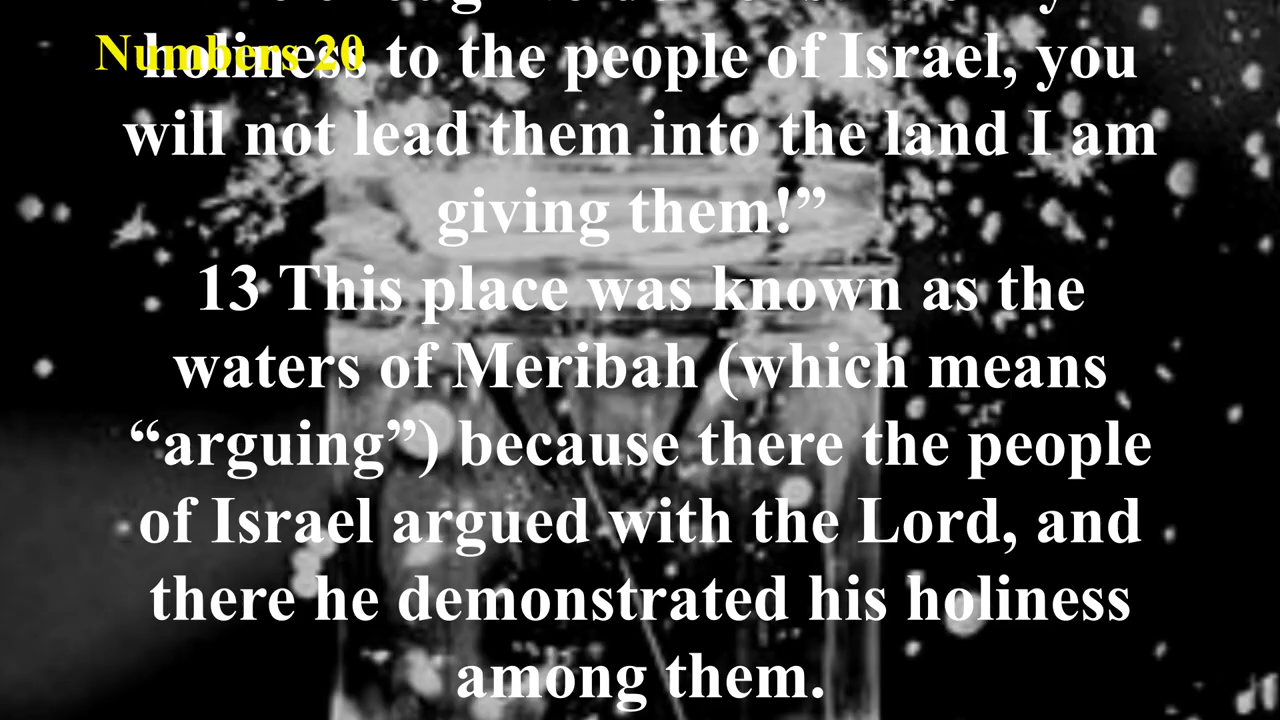 Numbers 20
holiness to the people of Israel, you
will not lead them into the land I am
giving them!”
13 This place was known as the
waters of Meribah (which means
“arguing”) because there the people
of Israel argued with the Lord, and
there he demonstrated his holiness
among them.